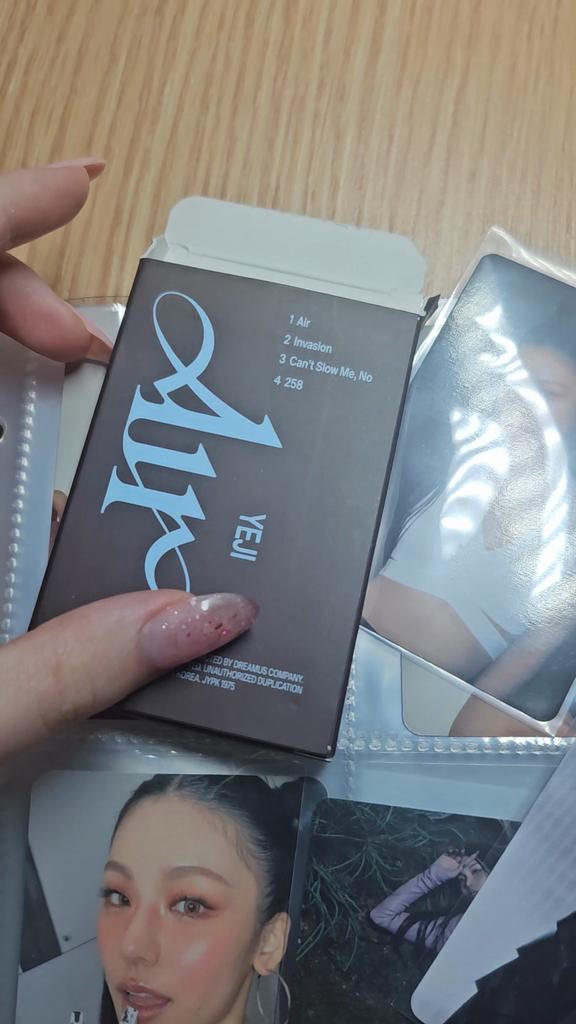 Air
1 Air
2 Invasion
3 Can't Slow Me, No
4 258
YEJI
TED BY DREAMUS COMPANY.
UNAUTHORIZED DUPLICATION
KOREA. JYPK 1975